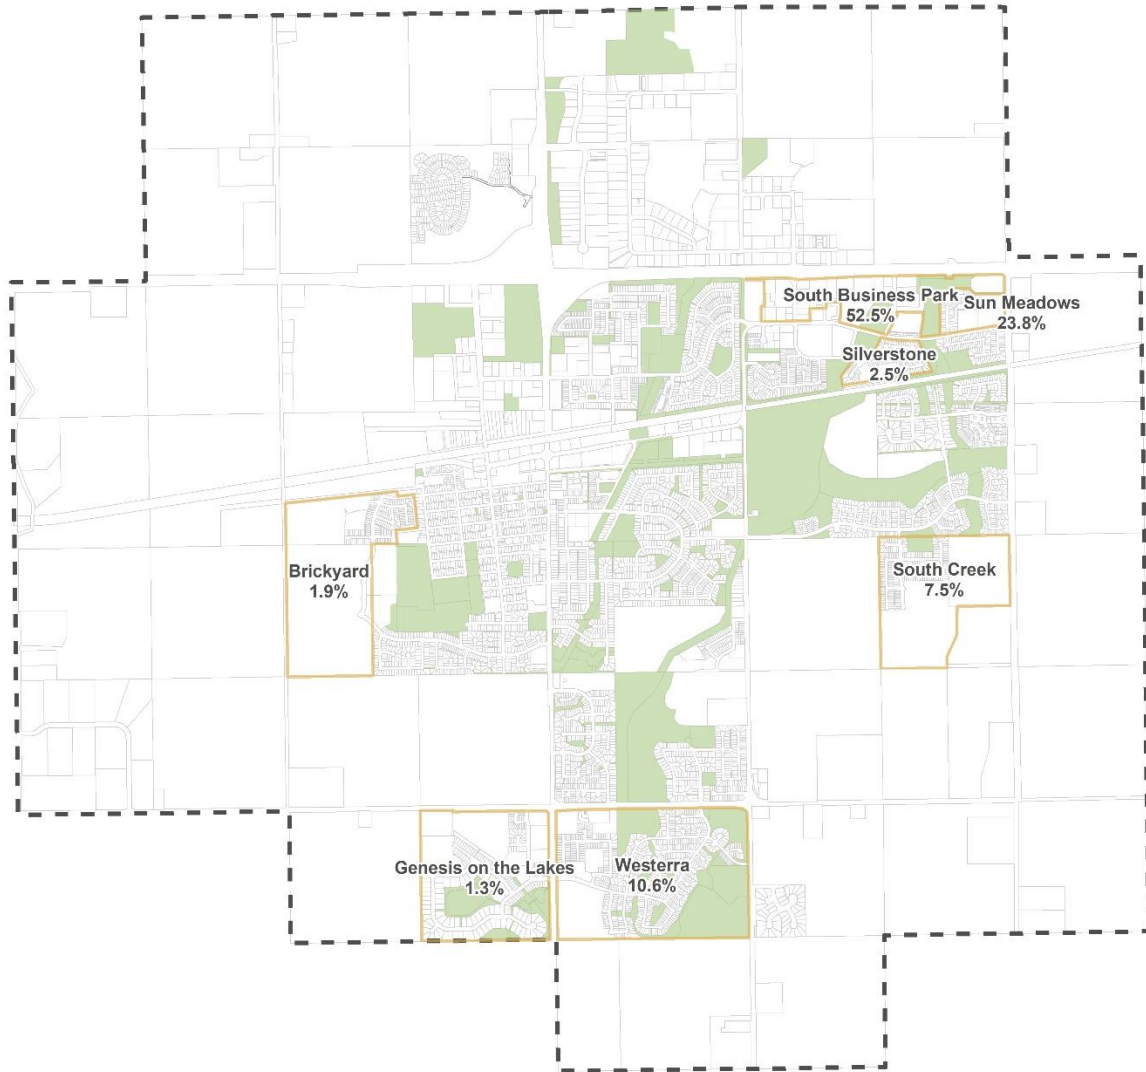 South Business Park
52.5%
Sun Meadows
23.8%
Silverstone
2.5%
Brickyard
1.9%
South Creek
7.5%
Genesis on the Lakes
1.3%
Westerra
10.6%